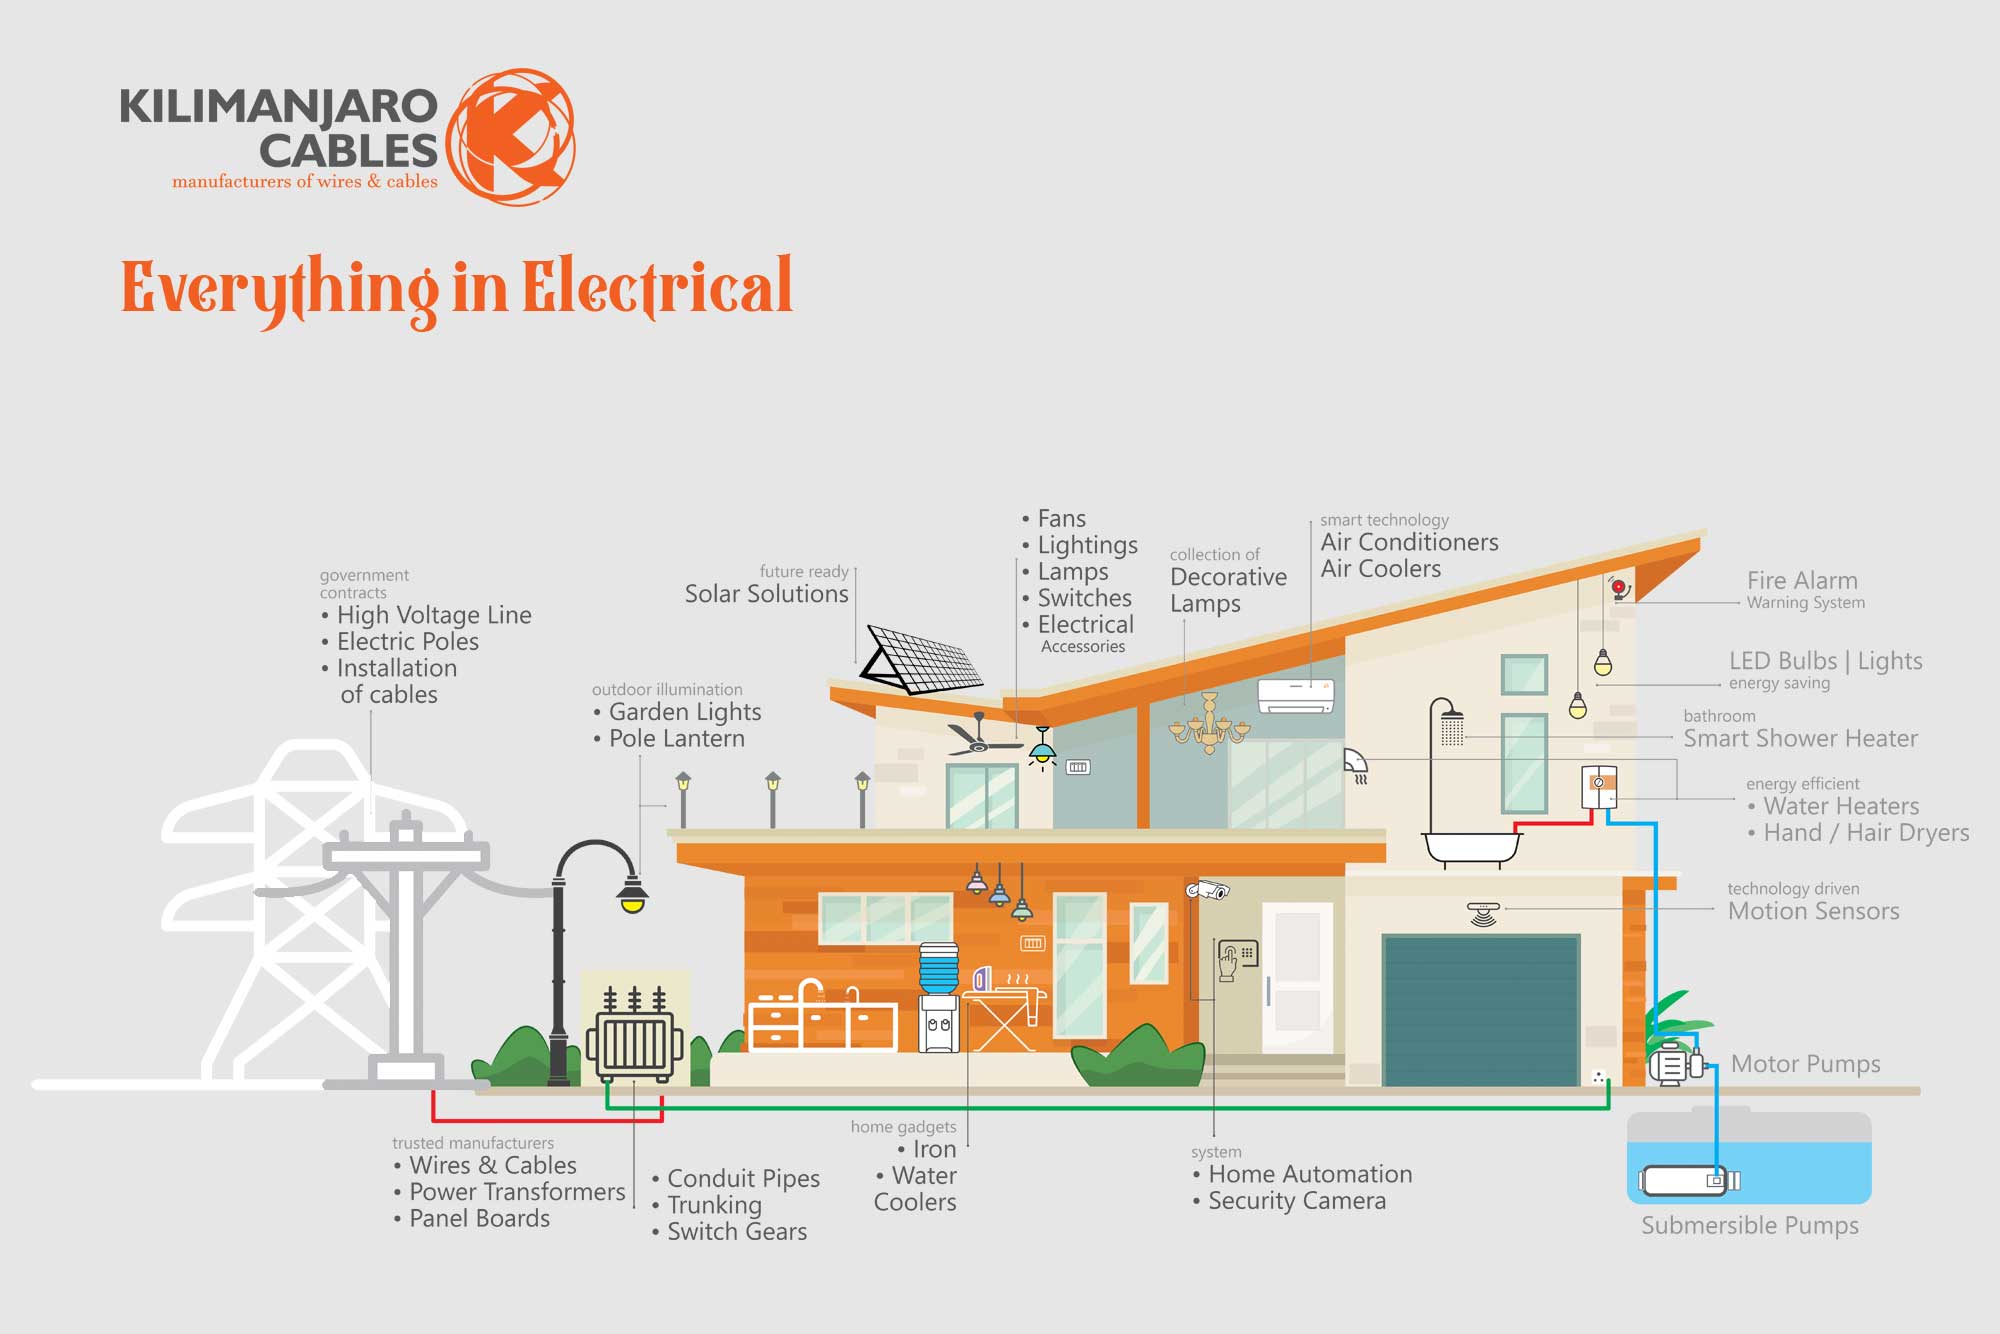 KILIMANJARO
CABLES
manufacturers of wires & cables
Everything in Electrical
government
contracts
• High Voltage Line
• Electric Poles
• Installation
of cables
outdoor illumination
• Garden Lights
• Pole Lantern
future ready
Solar Solutions
• Fans
• Lightings
• Lamps
• Switches
• Electrical
Accessories
collection of
Decorative
Lamps
smart technology
Air Conditioners
Air Coolers
Fire Alarm
Warning System
LED Bulbs | Lights
energy saving
bathroom
Smart Shower Heater
energy efficient
• Water Heaters
• Hand / Hair Dryers
technology driven
Motion Sensors
Motor Pumps
Submersible Pumps
trusted manufacturers
• Wires & Cables
• Power Transformers
• Panel Boards
• Conduit Pipes
• Trunking
• Switch Gears
home gadgets
• Iron
• Water
Coolers
system
• Home Automation
• Security Camera